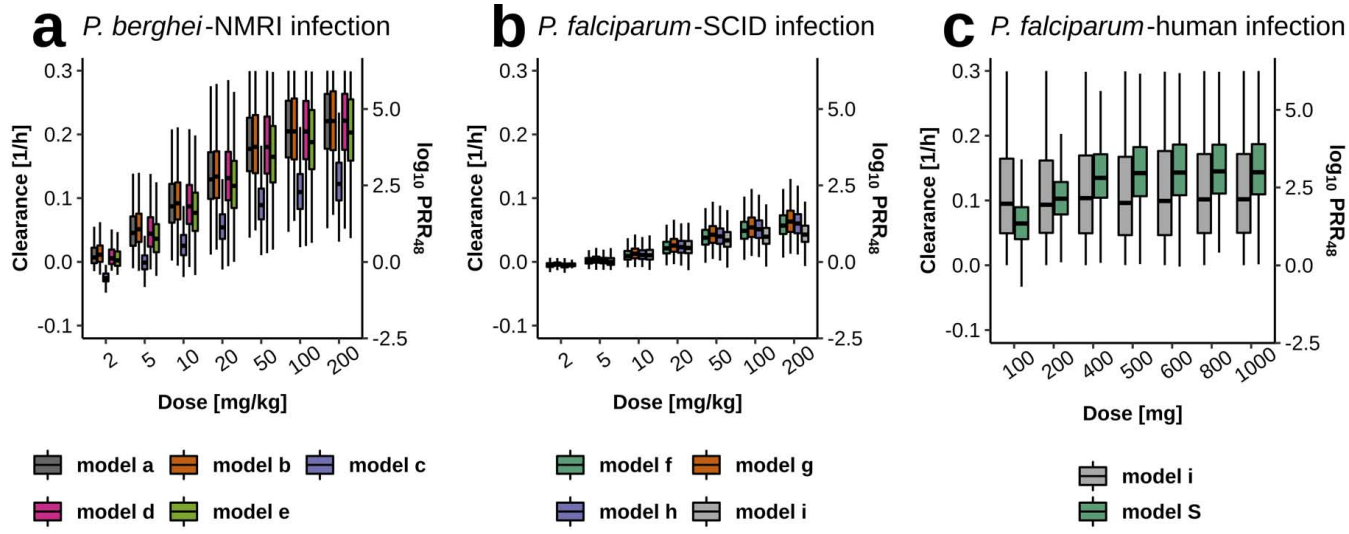 a P. berghei-NMRI infection
0.3
0.2
0.1
0.0
-0.1
Clearance [1/h]
5.0
2.5
0.0
-2.5
log10 PRR48
2 5 10 20 50 100 200
Dose [mg/kg]
model a model b model c
model d model e
b P. falciparum-SCID infection
0.3
0.2
0.1
0.0
-0.1
Clearance [1/h]
5.0
2.5
0.0
-2.5
log10 PRR48
2 5 10 20 50 100 200
Dose [mg/kg]
model f model g
model h model i
c P. falciparum-human infection
0.3
0.2
0.1
0.0
-0.1
Clearance [1/h]
5.0
2.5
0.0
-2.5
log10 PRR48
100 200 400 500 600 800 1000
Dose [mg]
model i
model S